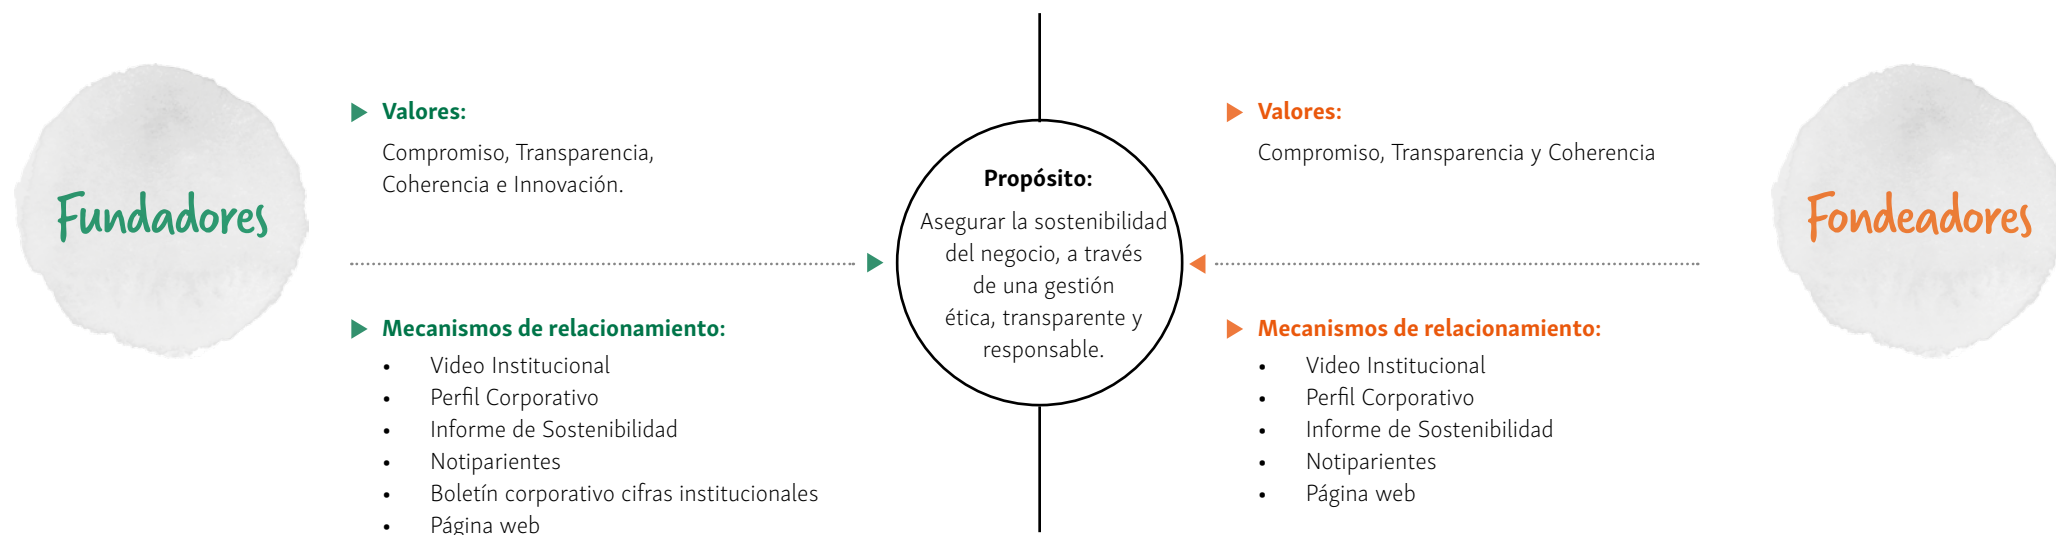 Fundadores
Valores:
Compromiso, Transparencia,
Coherencia e Innovación.
Mecanismos de relacionamiento:
• Video Institucional
• Perfil Corporativo
• Informe de Sostenibilidad
• Notiparientes
• Boletín corporativo cifras institucionales
• Página web
Propósito:
Asegurar la sostenibilidad
del negocio, a través
de una gestión
ética, transparente y
responsable.
Valores:
Compromiso, Transparencia y Coherencia
Mecanismos de relacionamiento:
• Video Institucional
• Perfil Corporativo
• Informe de Sostenibilidad
• Notiparientes
• Página web
Fondeadores